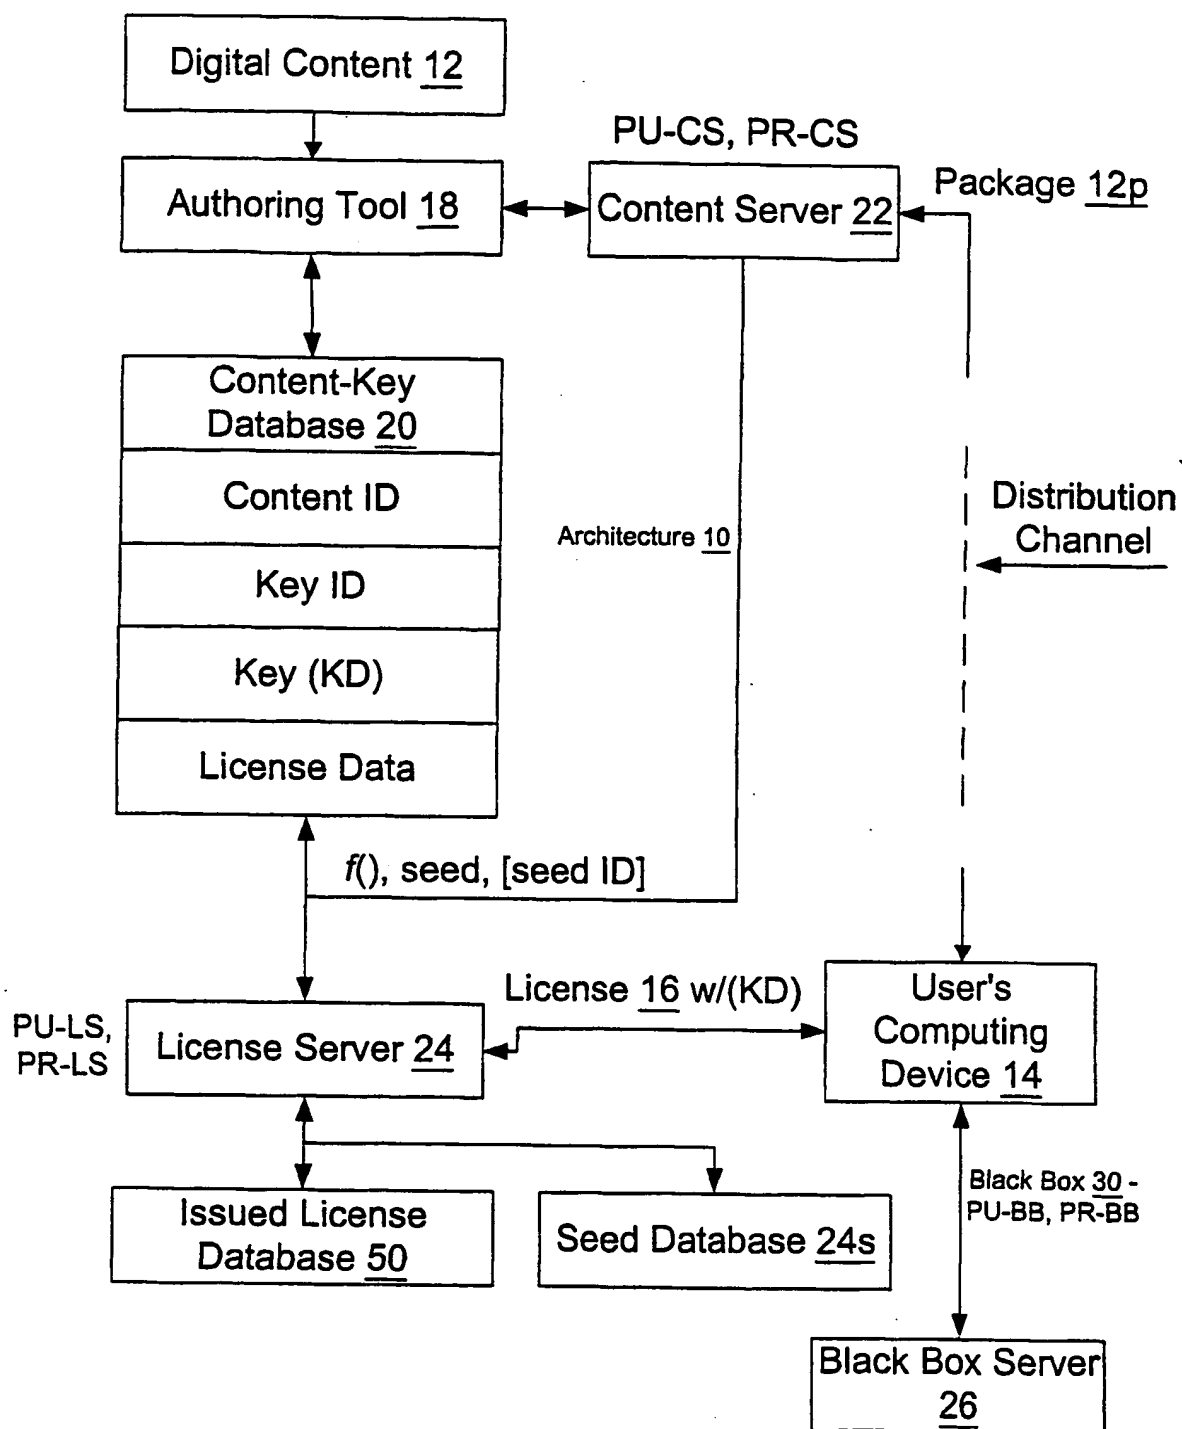 Digital Content 12
PU-CS, PR-CS
Authoring Tool 18
Content Server 22
Package 12p
Content-Key
Database 20
Content ID
Key ID
Key (KD)
License Data
Architecture 10
Distribution
Channel
f(), seed, [seed ID]
PU-LS,
PR-LS
License Server 24
License 16 w/(KD)
User's
Computing
Device 14
Issued License
Database 50
Seed Database 24s
Black Box 30 -
PU-BB, PR-BB
Black Box Server
26